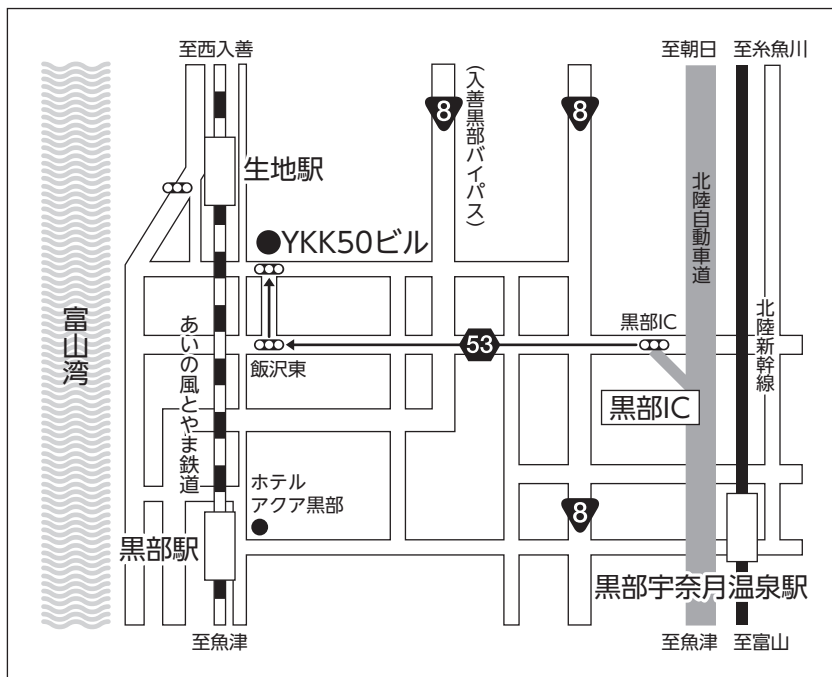 至西入善
至朝日
至糸魚川
8
(入善黒部バイパス)
8
生地駅
北陸自動車道
YKK50ビル
富山湾
あいの風とやま鉄道
北陸新幹線
黒部IC
53
飯沢東
黒部IC
ホテル
アクア黒部
8
黒部駅
黒部宇奈月温泉駅
至魚津
至魚津
至富山